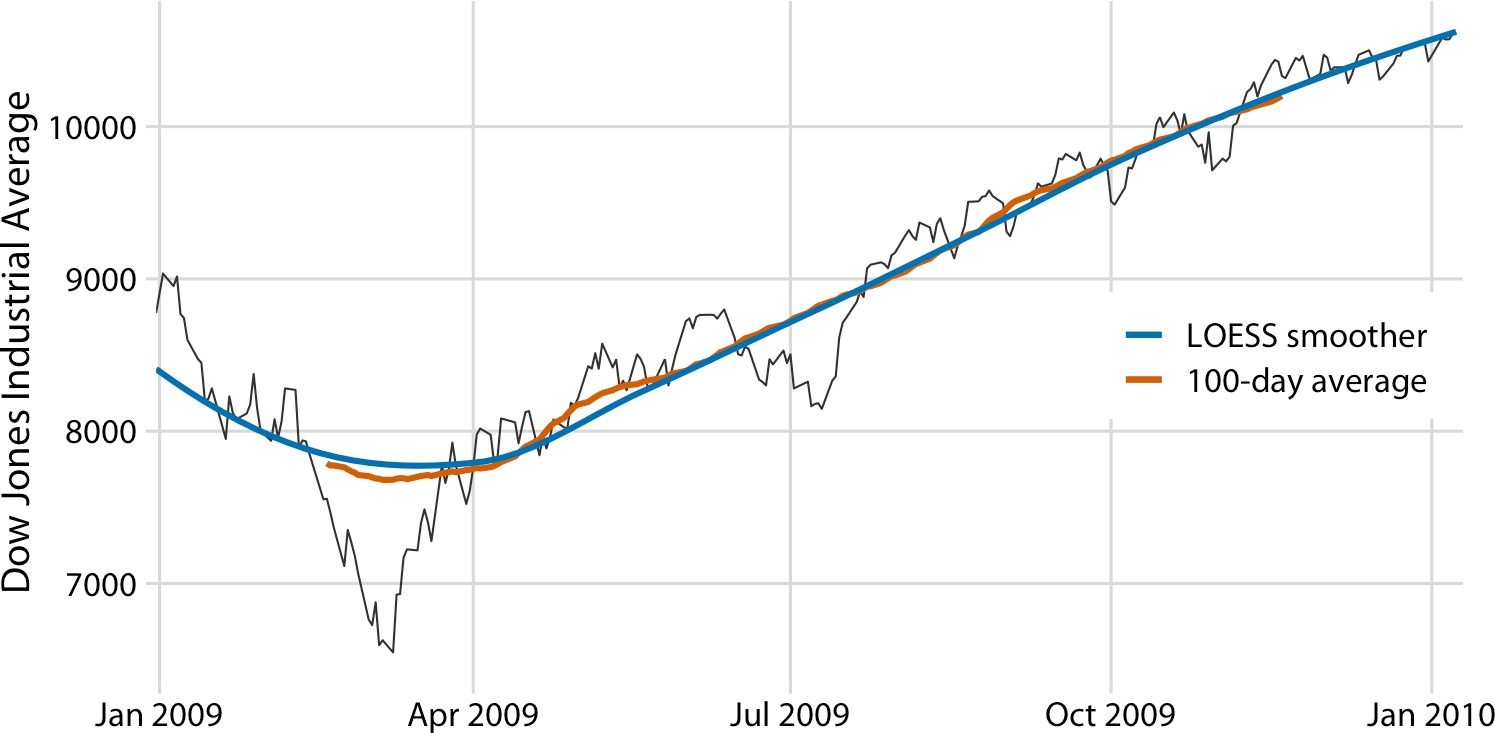 Dow Jones Industrial Average
10000
9000
8000
7000
LOESS smoother
100-day average
Jan 2009 Apr 2009 Jul 2009 Oct 2009 Jan 2010